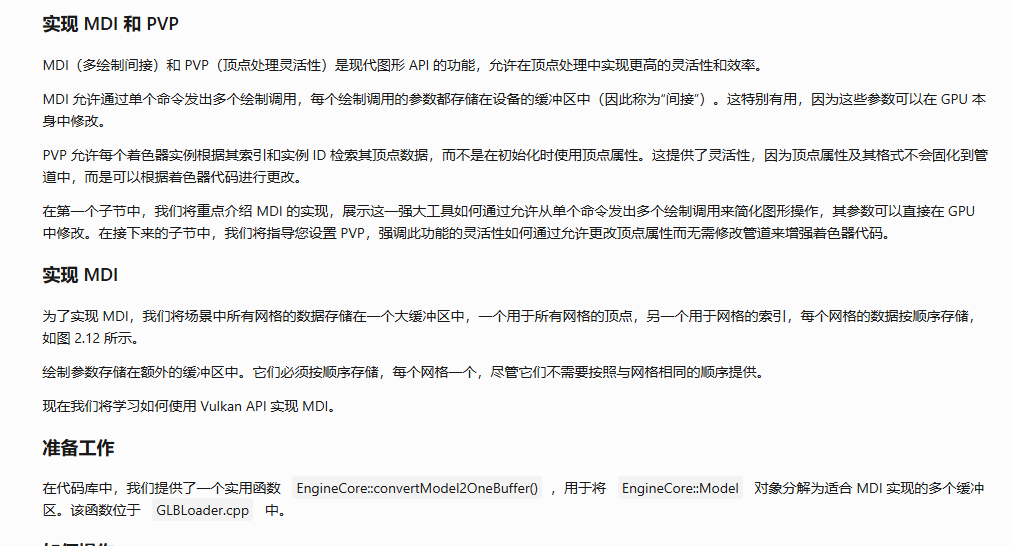 实现 MDI 和 PVP
MDI（多绘制间接）和 PVP（顶点处理灵活性）是现代图形 API 的功能，允许在顶点处理中实现更高的灵活性和效率。
MDI 允许通过单个命令发出多个绘制调用，每个绘制调用的参数都存储在设备的缓冲区中（因此称为“间接”）。这特别有用，因为这些参数可以在 GPU 本
身中修改。
PVP 允许每个着色器实例根据其索引和实例 ID 检索其顶点数据，而不是在初始化时使用顶点属性。这提供了灵活性，因为顶点属性及其格式不会固化到管
道中，而是可以根据着色器代码进行更改。
在第一个子节中，我们将重点介绍 MDI 的实现，展示这一强大工具如何通过允许从单个命令发出多个绘制调用来简化图形操作，其参数可以直接在 GPU
中修改。在接下来的子节中，我们将指导您设置 PVP，强调此功能的灵活性如何通过允许更改顶点属性而无需修改管道来增强着色器代码。
实现 MDI
为了实现 MDI，我们将场景中所有网格的数据存储在一个大缓冲区中，一个用于所有网格的顶点，另一个用于网格的索引，每个网格的数据按顺序存储，
如图 2.12 所示。
绘制参数存储在额外的缓冲区中。它们必须按顺序存储，每个网格一个，尽管它们不需要按照与网格相同的顺序提供。
现在我们将学习如何使用 Vulkan API 实现 MDI。
准备工作
在代码库中，我们提供了一个实用函数 EngineCore::convertModel2OneBuffer() ，用于将 EngineCore::Model 对象分解为适合 MDI 实现的多个缓冲
区。该函数位于 GLBLoader.cpp 中。